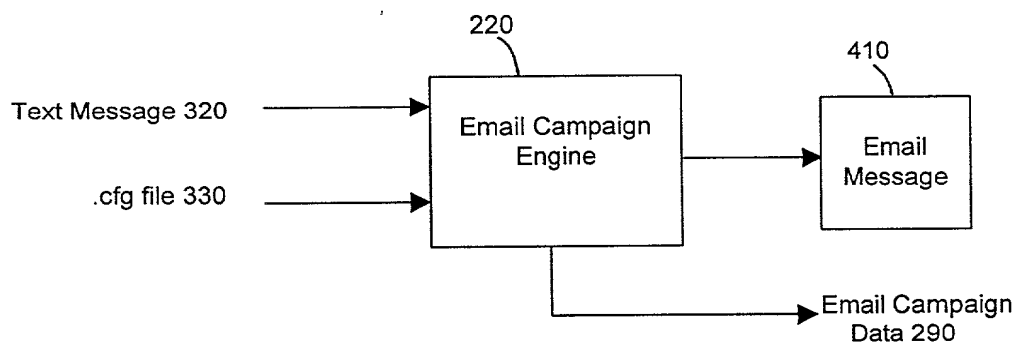 220
410
Text Message 320
Email Campaign
Engine
Email
Message
.cfg file 330
Email Campaign
Data 290